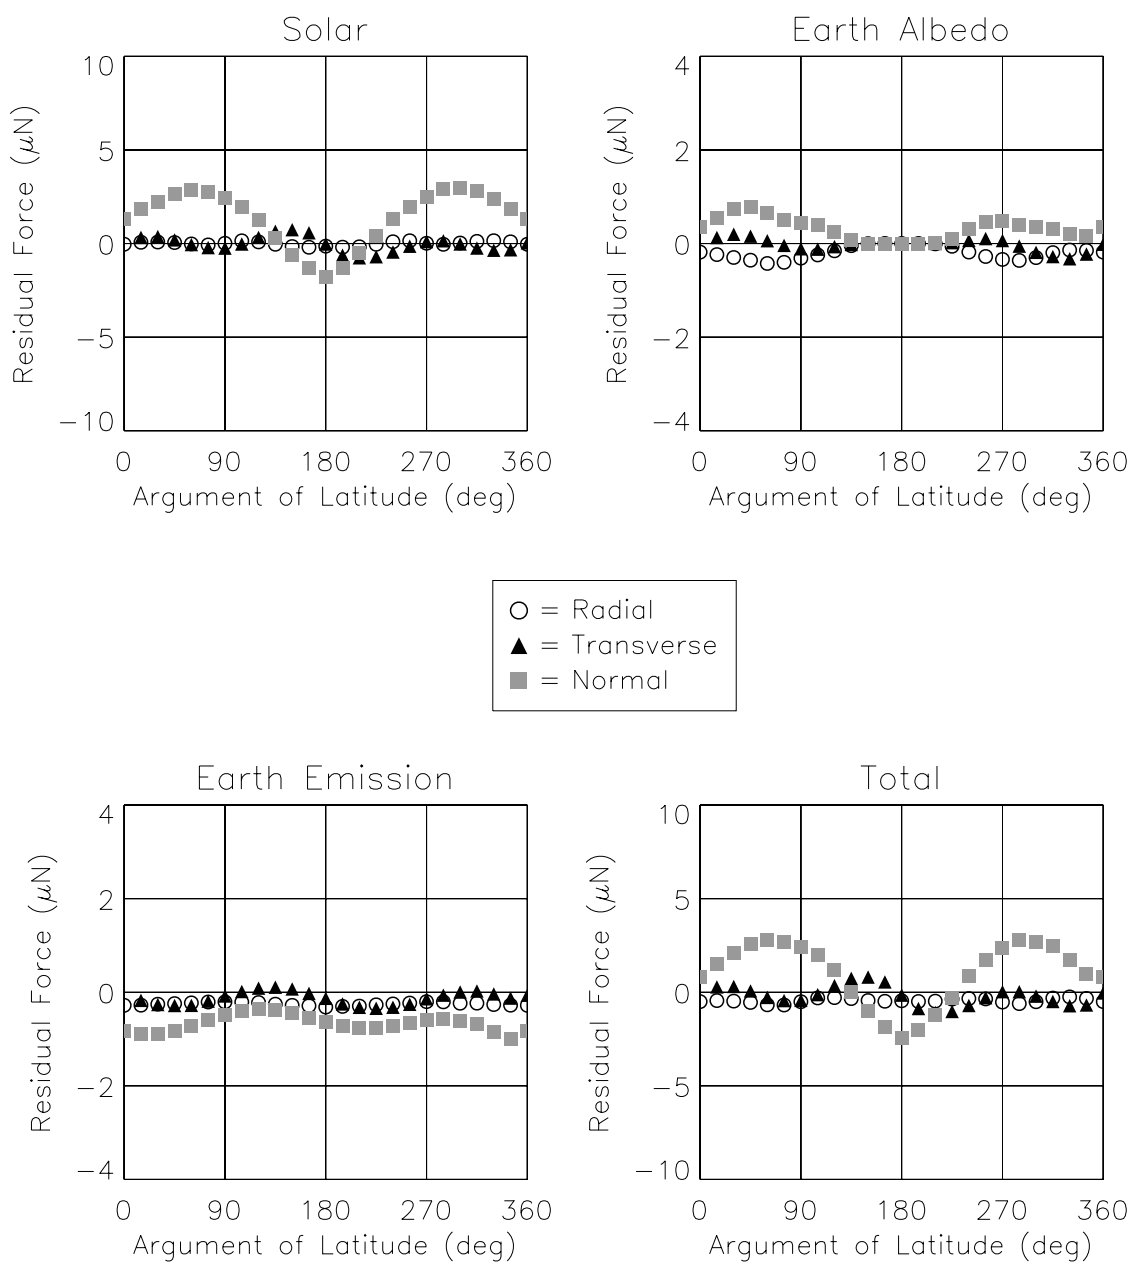 Solar
Residual Force (μN)
10
5
0
−5
−10
0 90 180 270 360
Argument of Latitude (deg)
Earth Albedo
Residual Force (μN)
4
2
0
−2
−4
0 90 180 270 360
Argument of Latitude (deg)
= Radial
= Transverse
= Normal
Earth Emission
Residual Force (μN)
4
2
0
−2
−4
0 90 180 270 360
Argument of Latitude (deg)
Total
Residual Force (μN)
10
5
0
−5
−10
0 90 180 270 360
Argument of Latitude (deg)